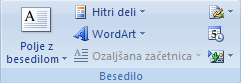 Polje z besedilom
Hitri deli
WordArt
Ozaljšana začetnica
Besedilo